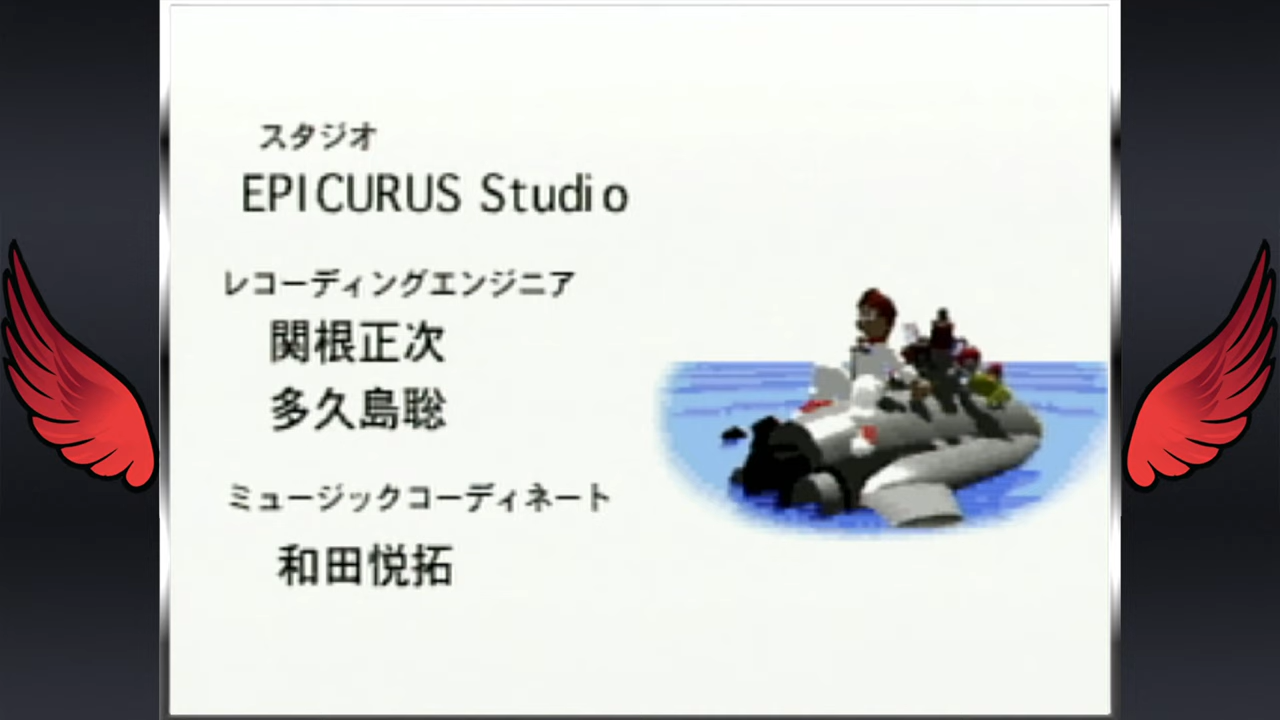 スタジオ
EPICURUS Studio
レコーディングエンジニア
関根正次
多久島聡
ミュージックコーディネート
和田悦拓